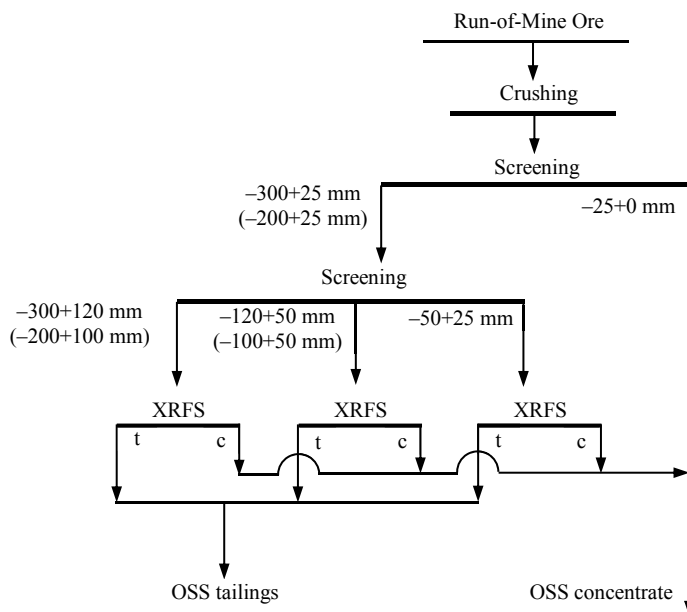 Run-of-Mine Ore
Crushing
Screening
–300+25 mm
(–200+25 mm)
–25+0 mm
Screening
–300+120 mm
(–200+100 mm)
–120+50 mm
(–100+50 mm)
–50+25 mm
XRFS
XRFS
XRFS
t
c
t
c
t
c
OSS tailings
OSS concentrate